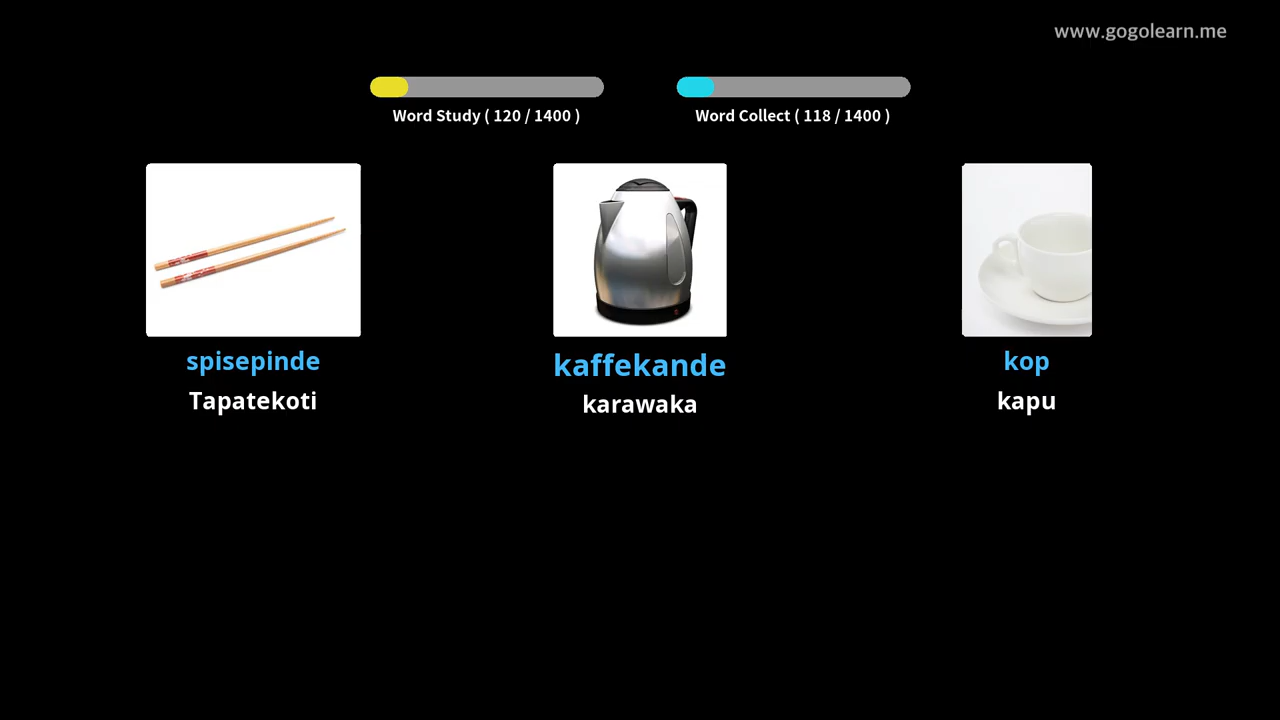 www.gogolearn.me
Word Study ( 120 / 1400 )
Word Collect ( 118 / 1400 )
spisepinde
Tapatekoti
kaffekande
karawaka
kop
kapu